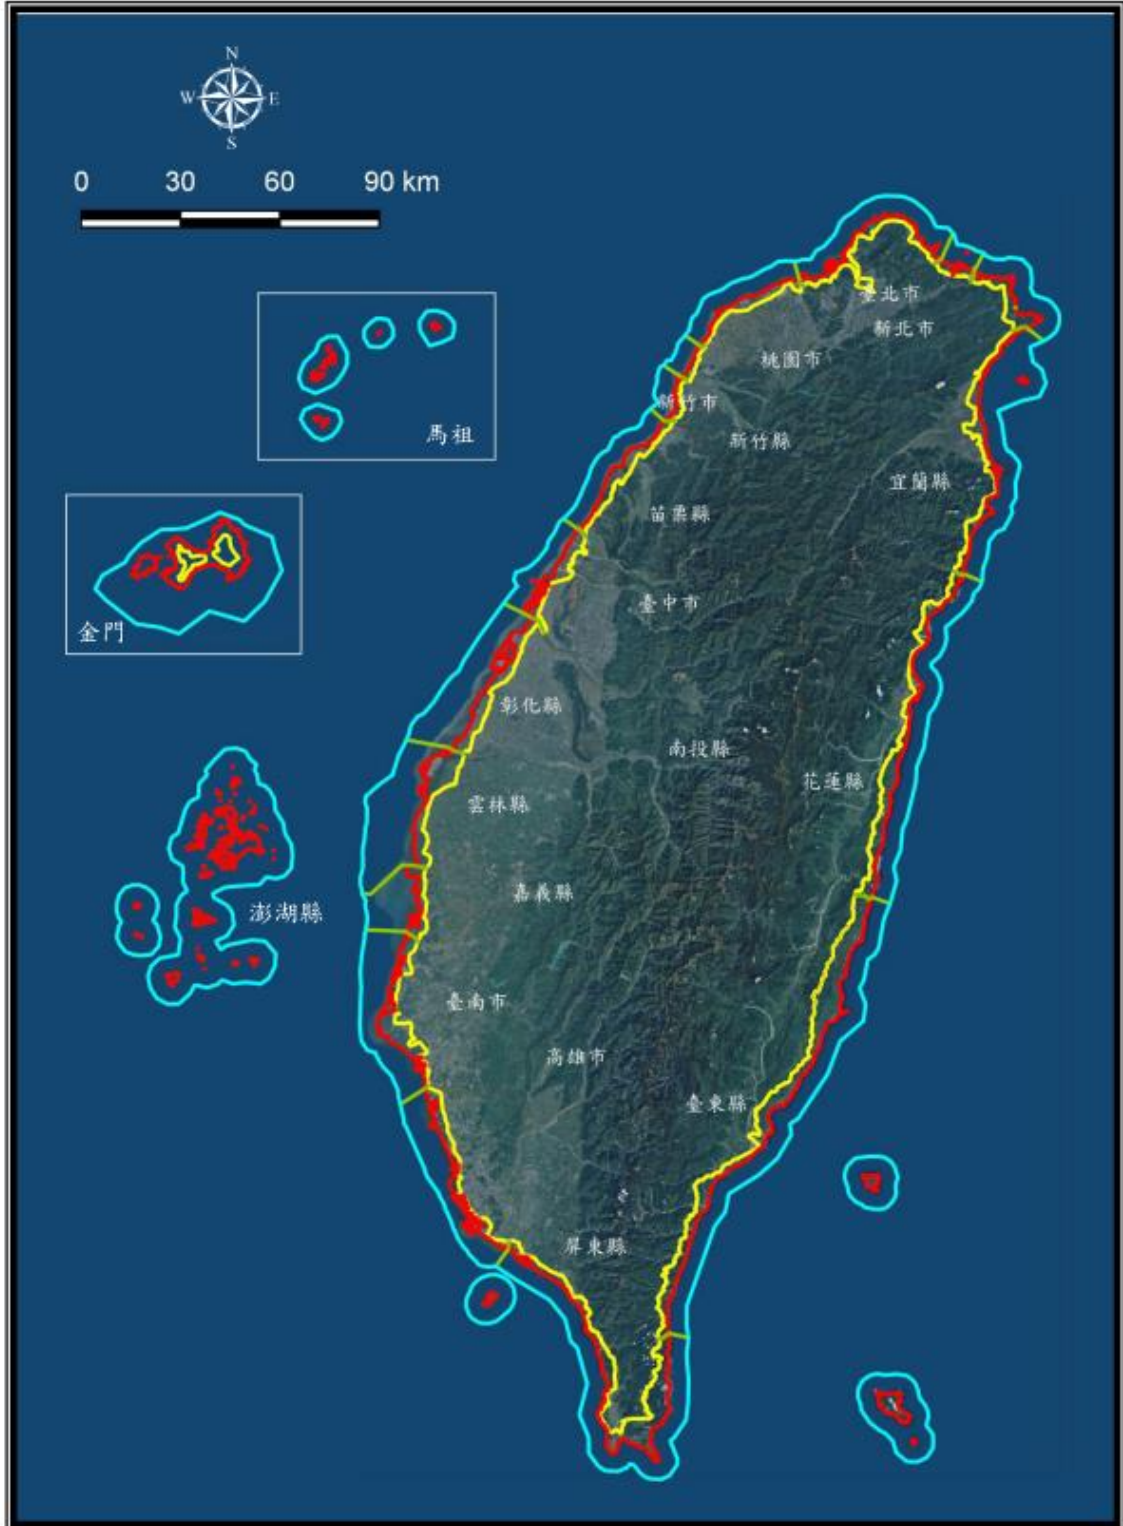 N
W E
S
0 30 60 90 km
臺北市
新北市
桃園市
新竹市
馬祖
新竹縣
宜蘭縣
苗栗縣
臺中市
金門
彰化縣
南投縣
花蓮縣
雲林縣
嘉義縣
澎湖縣
臺南市
高雄市
臺東縣
屏東縣